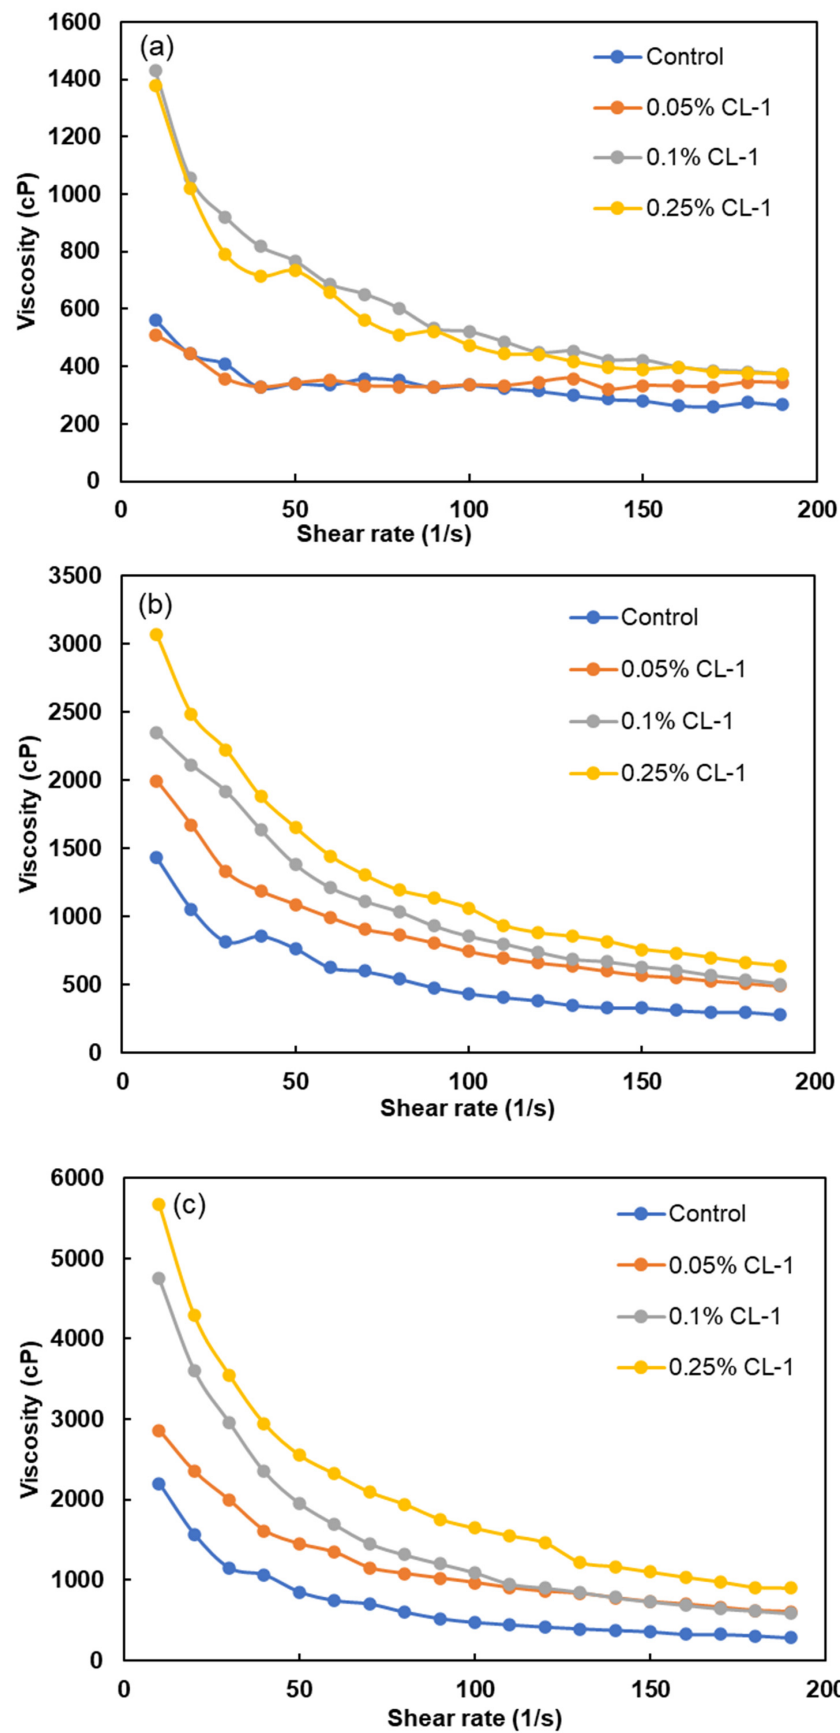 (a)
1600
1400
1200
1000
800
600
400
200
0
Viscosity (cP)
0 50 100 150 200
Shear rate (1/s)
Control
0.05% CL-1
0.1% CL-1
0.25% CL-1
(b)
3500
3000
2500
2000
1500
1000
500
0
Viscosity (cP)
0 50 100 150 200
Shear rate (1/s)
Control
0.05% CL-1
0.1% CL-1
0.25% CL-1
(c)
6000
5000
4000
3000
2000
1000
0
Viscosity (cP)
0 50 100 150 200
Shear rate (1/s)
Control
0.05% CL-1
0.1% CL-1
0.25% CL-1